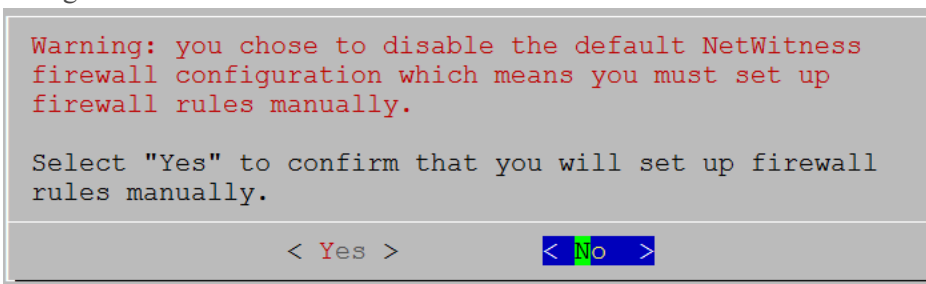 Warning: you chose to disable the default NetWitness
firewall configuration which means you must set up
firewall rules manually.
Select "Yes" to confirm that you will set up firewall
rules manually.
< Yes > < No >